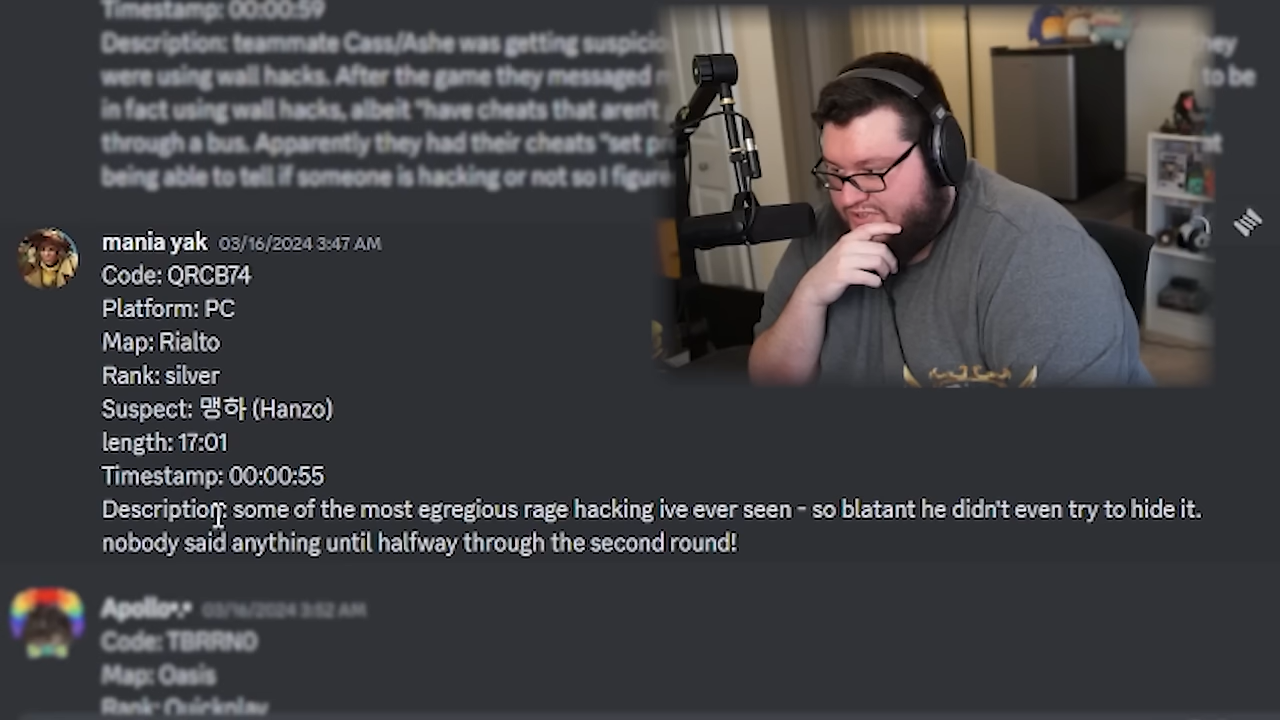 Timestamp: 00:00:59
Description: teammate Cass/Ashe was getting
were using wall hacks. After the game they messaged
to be
in fact using wall hacks, albeit "have cheats that aren't
through a bus. Apparently they had their cheats "set
being able to tell if someone is hacking or not so I
mania yak 03/16/2024 3:47 AM
Code: QRCB74
Platform: PC
Map: Rialto
Rank: silver
Suspect: 맹하 (Hanzo)
length: 17:01
Timestamp: 00:00:55
Description: some of the most egregious rage hacking ive ever seen - so blatant he didn't even try to hide it.
nobody said anything until halfway through the second round!
Apollo 03/16/2024 3:52 AM
Code: TBRRN0
Map: Oasis
Rank: Quickplay